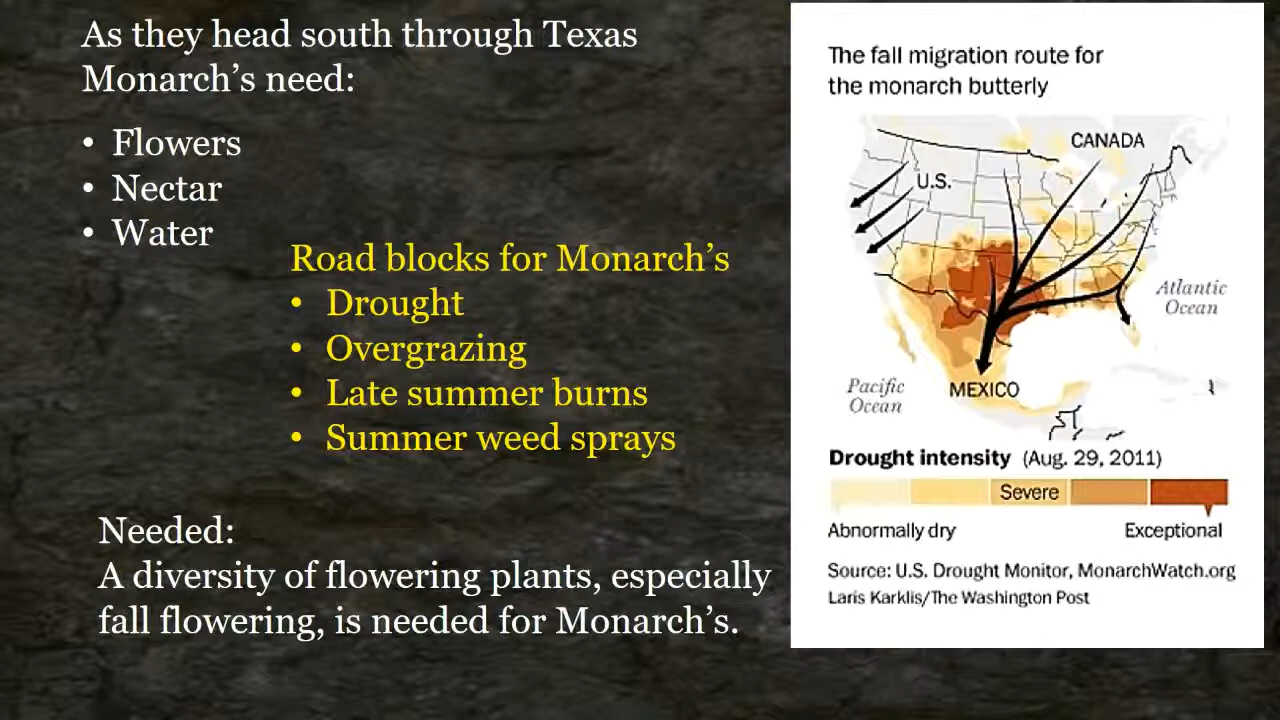 As they head south through Texas
Monarch's need:
• Flowers
• Nectar
• Water
Road blocks for Monarch's
• Drought
• Overgrazing
• Late summer burns
• Summer weed sprays
Needed:
A diversity of flowering plants, especially
fall flowering, is needed for Monarch's.
The fall migration route for
the monarch butterly
CANADA
U.S.
Atlantic
Ocean
Pacific
Ocean
MEXICO
Drought intensity (Aug. 29, 2011)
Severe
Abnormally dry Exceptional
Source: U.S. Drought Monitor, MonarchWatch.org
Laris Karklis/The Washington Post